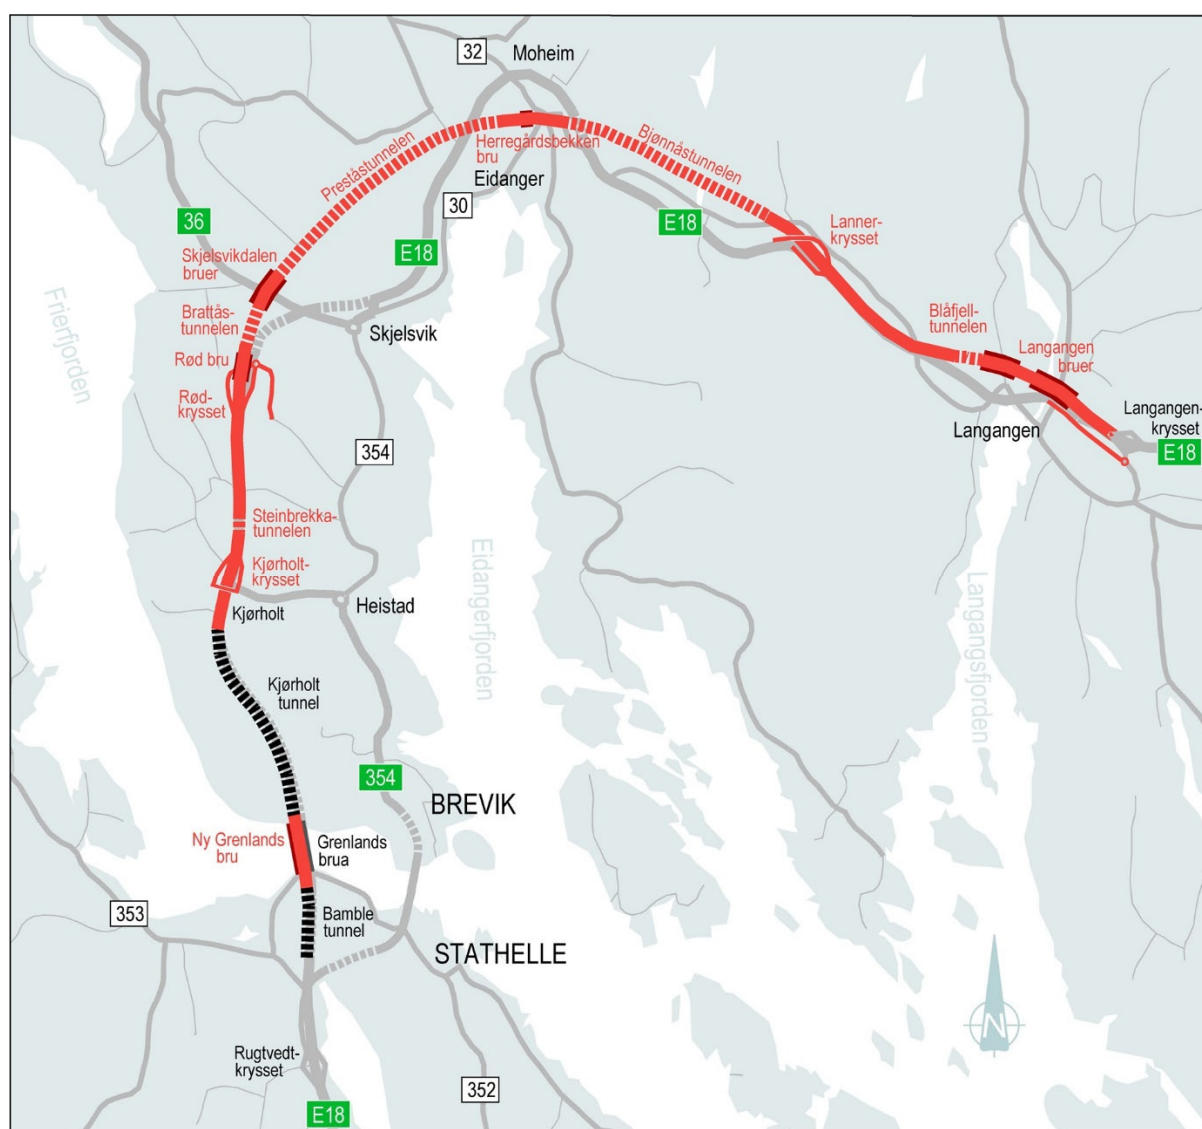 32
Moheim
Preståstunnelen
Herregårdsbekken
bru
Bjønnåstunnelen
Eidanger
30
36
E18
E18
Lanner-
krysset
Skjelsvikdalen
bruer
Frierfjorden
Brattås-
tunnelen
Skjelsvik
Blåfjell-
tunnelen
Langangen
bruer
Rød bru
Rød-
krysset
Langangen-
krysset
Langangen
E18
354
Steinbrekka-
tunnelen
Eidangerfjorden
Kjørholt-
krysset
Kjørholt
Heistad
Langangsfjorden
Kjørholt
tunnel
354
BREVIK
Ny Grenlands
bru
Grenlands
brua
353
Bamble
tunnel
STATHELLE
N
Rugtvedt-
krysset
352
E18